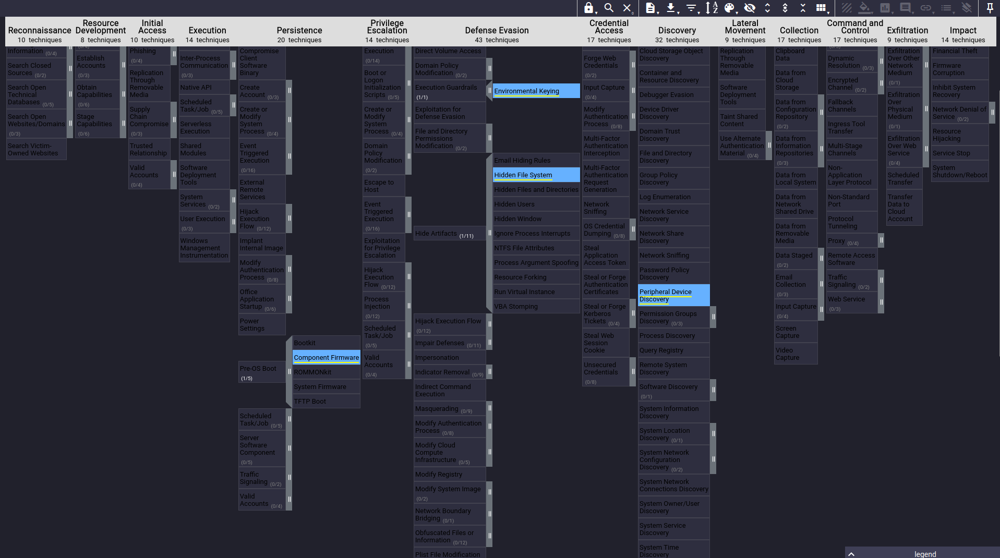 Reconnaissance
10 techniques
Information (0/4)
Search Closed
Sources (0/2)
Search Open
Technical
Databases (0/5)
Search Open
Websites/Domains
(0/3)
Search Victim-
Owned Websites
Resource
Development
8 techniques
(0/4)
Establish
Accounts
(0/3)
Obtain
Capabilities
(0/6)
Stage
Capabilities
(0/6)
Initial
Access
10 techniques
Phishing
(0/4)
Replication
Through
Removable
Media
Supply
Chain
Compromise
(0/3)
Trusted
Relationship
Valid
Accounts
(0/4)
Execution
14 techniques
Inter-Process
Communication
(0/3)
Native API
Scheduled
Task/Job (0/5)
Serverless
Execution
Shared
Modules
Software
Deployment
Tools
System
Services (0/2)
User Execution
(0/3)
Windows
Management
Instrumentation
Persistence
20 techniques
Compromise
Client
Software
Binary
Create
Account (0/3)
Create or
Modify
System
Process (0/4)
Event
Triggered
Execution
(0/16)
External
Remote
Services
Hijack
Execution
Flow (0/12)
Implant
Internal Image
Modify
Authentication
Process (0/8)
Office
Application
Startup (0/6)
Power
Settings
Pre-OS Boot
(1/5)
Bootkit
Component Firmware
ROMMONkit
System Firmware
TFTP Boot
Scheduled
Task/Job (0/5)
Server
Software
Component
(0/5)
Traffic
Signaling (0/2)
Valid
Accounts (0/4)
Privilege
Escalation
14 techniques
Execution
(0/14)
Boot or
Logon
Initialization
Scripts (0/5)
Create or
Modify
System
Process (0/4)
Domain
Policy
Modification
(0/2)
Escape to
Host
Event
Triggered
Execution
(0/16)
Exploitation
for Privilege
Escalation
Hijack
Execution
Flow (0/12)
Process
Injection
(0/12)
Scheduled
Task/Job
(0/5)
Valid
Accounts
(0/4)
Defense Evasion
43 techniques
Direct Volume Access
Domain Policy
Modification (0/2)
Execution Guardrails
(1/1)
Environmental Keying
Exploitation for
Defense Evasion
File and Directory
Permissions
Modification (0/2)
Hide Artifacts (1/11)
Email Hiding Rules
Hidden File System
Hidden Files and Directories
Hidden Users
Hidden Window
Ignore Process Interrupts
NTFS File Attributes
Process Argument Spoofing
Resource Forking
Run Virtual Instance
VBA Stomping
Hijack Execution Flow
(0/12)
Impair Defenses (0/11)
Impersonation
Indicator Removal (0/9)
Indirect Command
Execution
Masquerading (0/9)
Modify Authentication
Process (0/8)
Modify Cloud
Compute
Infrastructure (0/5)
Modify Registry
Modify System Image
(0/2)
Network Boundary
Bridging (0/1)
Obfuscated Files or
Information (0/12)
Plist File Modification
Credential
Access
17 techniques
Forge Web
Credentials
(0/2)
Input Capture
(0/4)
Modify
Authentication
Process (0/8)
Multi-Factor
Authentication
Interception
Multi-Factor
Authentication
Request
Generation
Network
Sniffing
OS Credential
Dumping (0/8)
Steal
Application
Access Token
Steal or Forge
Authentication
Certificates
Steal or Forge
Kerberos
Tickets (0/4)
Steal Web
Session
Cookie
Unsecured
Credentials
(0/8)
Discovery
32 techniques
Cloud Storage Object
Discovery
Container and
Resource Discovery
Debugger Evasion
Device Driver
Discovery
Domain Trust
Discovery
File and Directory
Discovery
Group Policy
Discovery
Log Enumeration
Network Service
Discovery
Network Share
Discovery
Network Sniffing
Password Policy
Discovery
Peripheral Device
Discovery
Permission Groups
Discovery (0/3)
Process Discovery
Query Registry
Remote System
Discovery
Software Discovery
(0/1)
System Information
Discovery
System Location
Discovery (0/1)
System Network
Configuration
Discovery (0/2)
System Network
Connections Discovery
System Owner/User
Discovery
System Service
Discovery
System Time
Discovery
Lateral
Movement
9 techniques
Replication
Through
Removable
Media
Software
Deployment
Tools
Taint Shared
Content
Use Alternate
Authentication
Material (0/4)
Collection
17 techniques
Clipboard
Data
Data from
Cloud
Storage
Data from
Configuration
Repository
(0/2)
Data from
Information
Repositories
(0/3)
Data from
Local System
Data from
Network
Shared Drive
Data from
Removable
Media
Data Staged
(0/2)
Email
Collection
(0/3)
Input Capture
(0/4)
Screen
Capture
Video
Capture
Command and
Control
17 techniques
(0/3)
Dynamic
Resolution (0/3)
Encrypted
Channel (0/2)
Fallback
Channels
Ingress Tool
Transfer
Multi-Stage
Channels
Non-
Application
Layer Protocol
Non-Standard
Port
Protocol
Tunneling
Proxy (0/4)
Remote Access
Software
Traffic
Signaling (0/2)
Web Service
(0/3)
Exfiltration
9 techniques
Exfiltration
Over Other
Network
Medium
(0/1)
Exfiltration
Over
Physical
Medium
(0/1)
Exfiltration
Over Web
Service
(0/4)
Scheduled
Transfer
Transfer
Data to
Cloud
Account
Impact
14 techniques
Financial Theft
Firmware
Corruption
Inhibit System
Recovery
Network Denial of
Service (0/2)
Resource
Hijacking
Service Stop
System
Shutdown/Reboot
legend